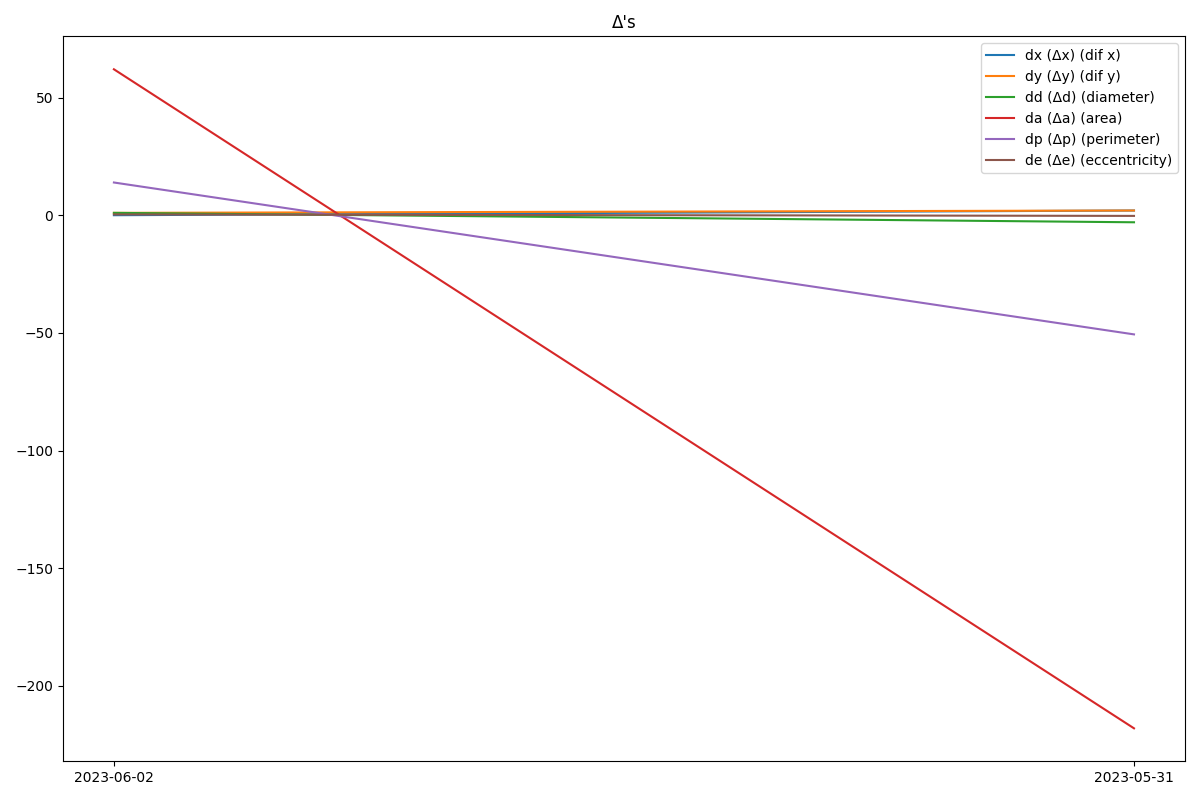 Δ's
dx (Δx) (dif x)
dy (Δy) (dif y)
dd (Δd) (diameter)
da (Δa) (area)
dp (Δp) (perimeter)
de (Δe) (eccentricity)
50
0
−50
−100
−150
−200
2023-06-02
2023-05-31